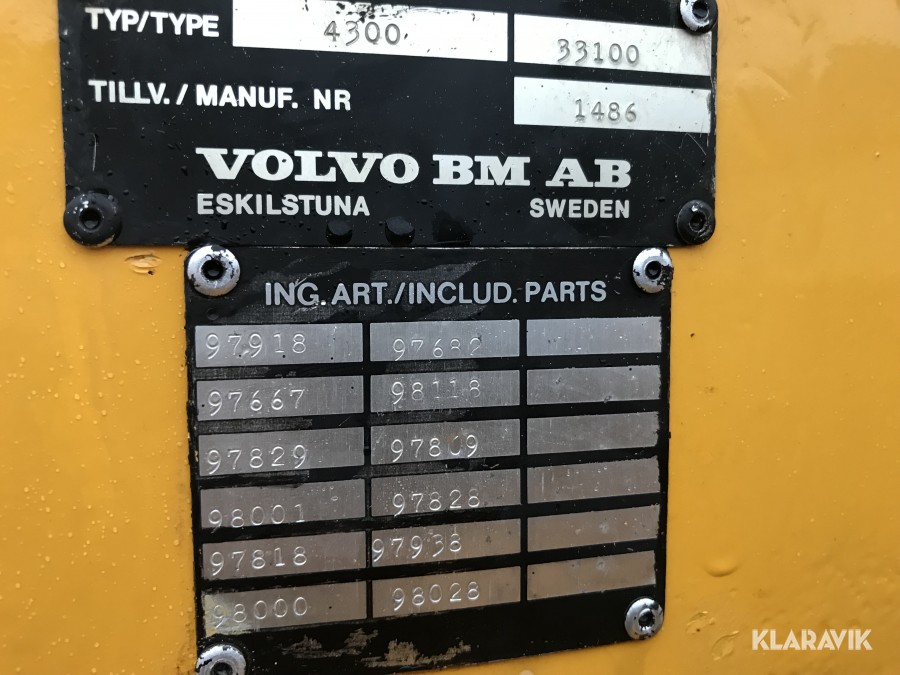 TYP/TYPE 4300 33100
TILLV./MANUF. NR 1486
VOLVO BM AB
ESKILSTUNA SWEDEN
ING. ART./INCLUD. PARTS
97918 97632
97667 98118
97829 97809
98001 97828
97818 97938
98000 98028
KLARAVIK